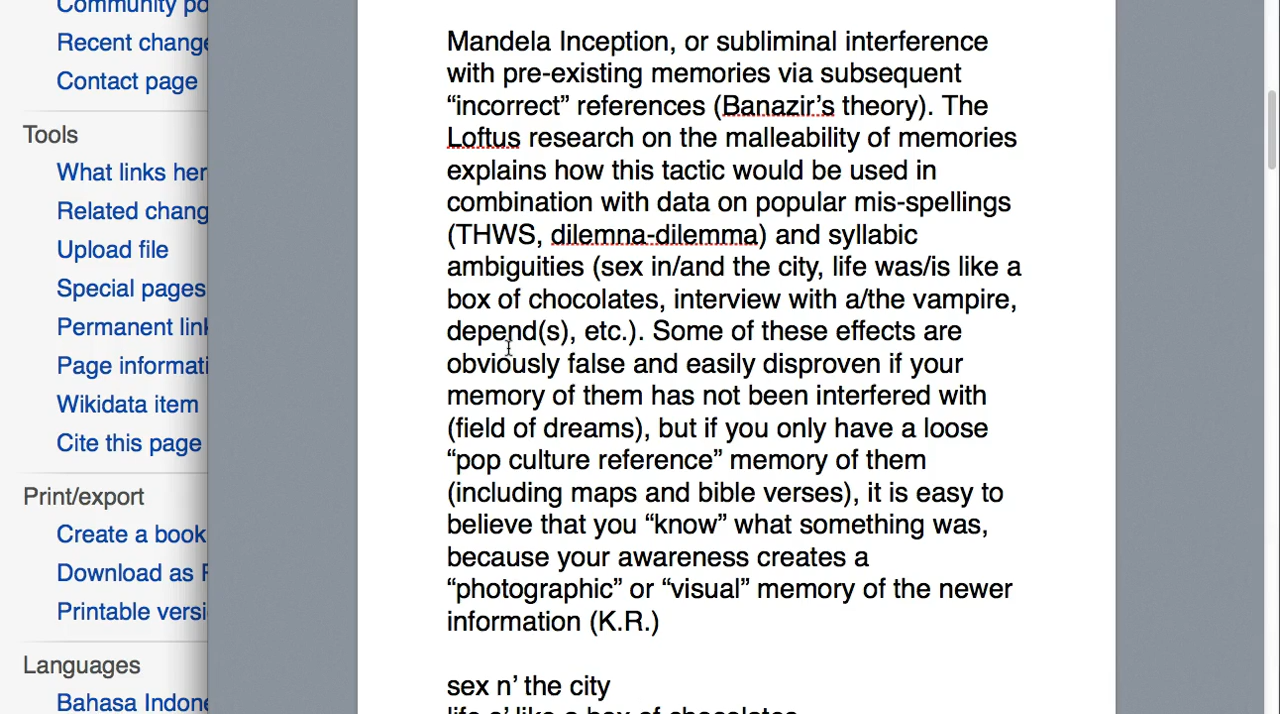 Community po
Recent change
Contact page
Tools
What links her
Related chang
Upload file
Special pages
Permanent link
Page informati
Wikidata item
Cite this page
Print/export
Create a book
Download as P
Printable versi
Languages
Bahasa Indone
Mandela Inception, or subliminal interference
with pre-existing memories via subsequent
“incorrect” references (Banazir’s theory). The
Loftus research on the malleability of memories
explains how this tactic would be used in
combination with data on popular mis-spellings
(THWS, dilemna-dilemma) and syllabic
ambiguities (sex in/and the city, life was/is like a
box of chocolates, interview with a/the vampire,
depend(s), etc.). Some of these effects are
obviously false and easily disproven if your
memory of them has not been interfered with
(field of dreams), but if you only have a loose
“pop culture reference” memory of them
(including maps and bible verses), it is easy to
believe that you “know” what something was,
because your awareness creates a
“photographic” or “visual” memory of the newer
information (K.R.)
sex n’ the city
life s’ like a box of chocolates